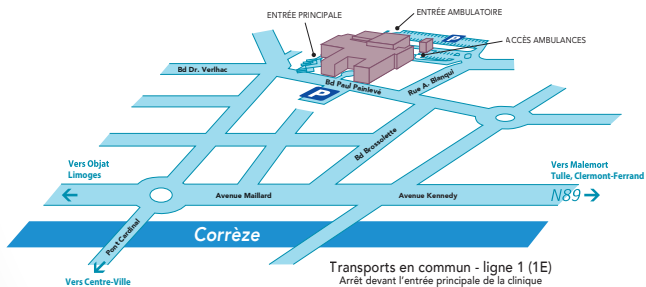 ENTRÉE AMBULATOIRE
ENTRÉE PRINCIPALE
ACCÈS AMBULANCES
P
Bd Dr. Verlhac
Bd Paul Painlevé
Rue A. Blanqui
P
Bd Brossolette
Vers Objat
Limoges
Vers Malemort
Tulle, Clermont-Ferrand
N89
Avenue Maillard
Avenue Kennedy
Pont Cardinal
Corrèze
Vers Centre-Ville
Transports en commun - ligne 1 (1E)
Arrêt devant l'entrée principale de la clinique